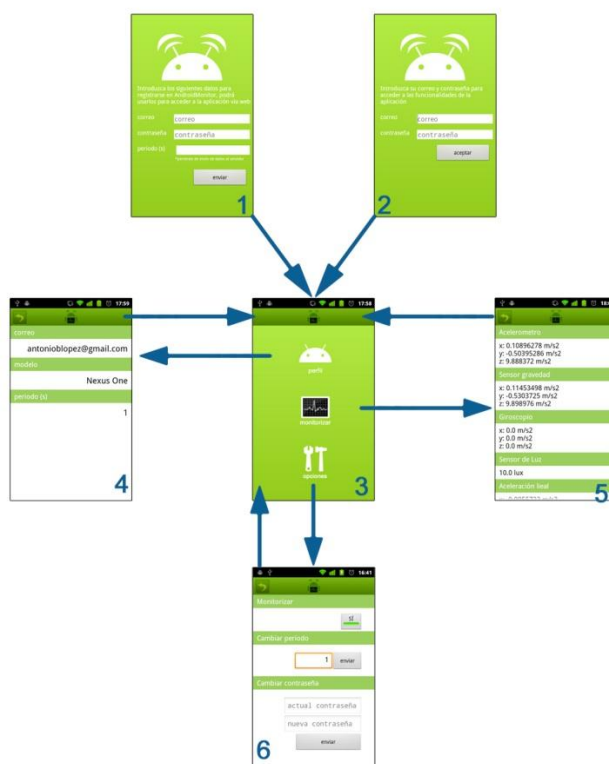 Introduzca los siguientes datos para
registrarse en AndroidMonitor, podrá
usarlos para acceder a la aplicación vía web
correo
correo
contraseña
contraseña
periodo (s)
enviar
1
Introduzca su correo y contraseña para
acceder a las funcionalidades de la
aplicación
correo
correo
contraseña
contraseña
aceptar
2
17:59
correo
antonioblopez@gmail.com
modelo
Nexus One
periodo (s)
1
4
17:58
perfil
monitorizar
opciones
3
Acelerometro
x: 0.10896278 m/s2
y: -0.50395286 m/s2
z: 9.888372 m/s2
Sensor gravedad
x: 0.11453498 m/s2
y: -0.5303725 m/s2
z: 9.898976 m/s2
Giroscopio
x: 0.0 m/s2
y: 0.0 m/s2
z: 0.0 m/s2
Sensor de Luz
10.0 lux
Aceleración lineal
5
16:41
Monitorizar
sí
Cambiar periodo
1
enviar
Cambiar contraseña
actual contraseña
nueva contraseña
enviar
6